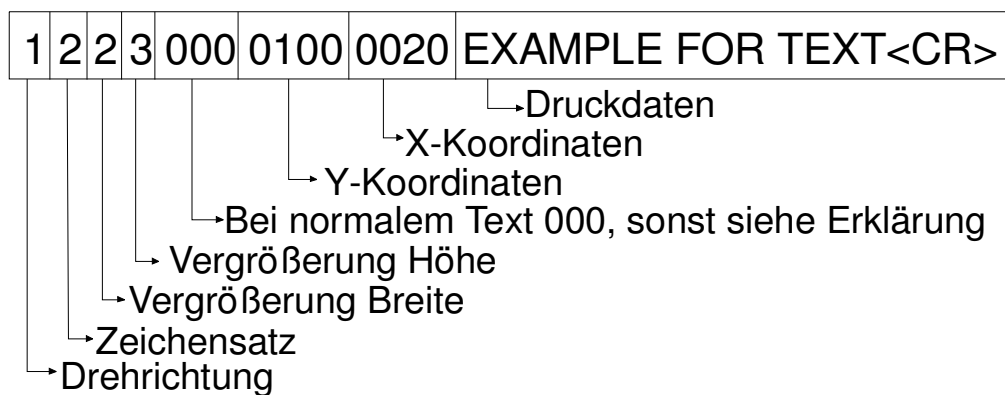 1 2 2 3 000 0100 0020 EXAMPLE FOR TEXT<CR>
Druckdaten
X-Koordinaten
Y-Koordinaten
Bei normalem Text 000, sonst siehe Erklärung
Vergrößerung Höhe
Vergrößerung Breite
Zeichensatz
Drehrichtung